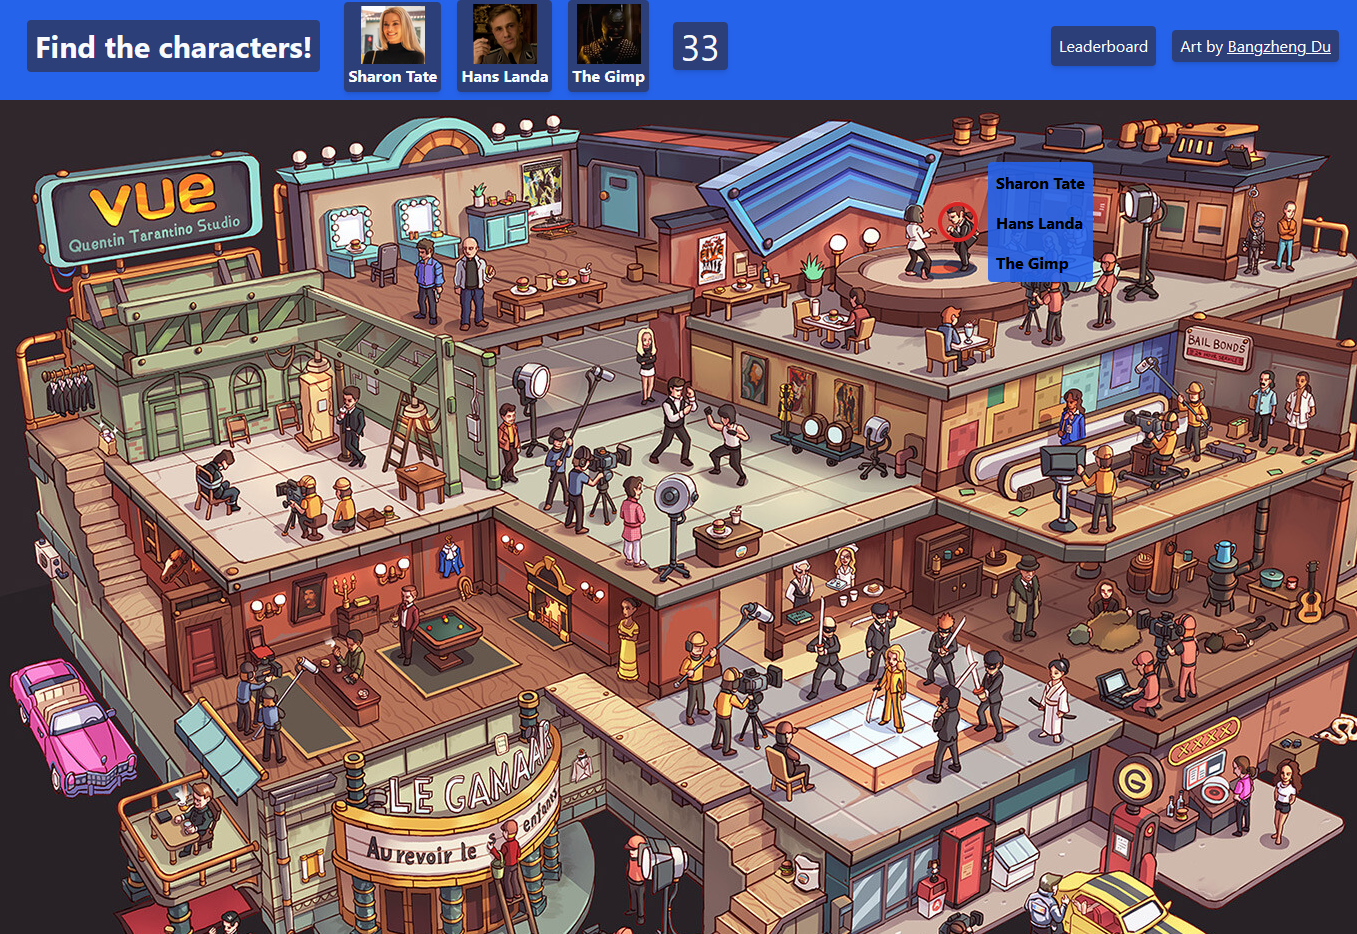 Find the characters!
Sharon Tate
Hans Landa
The Gimp
33
Leaderboard
Art by Bangzheng Du
Sharon Tate
Hans Landa
The Gimp
vue
Quentin Tarantino Studio
BAIL BONDS
LE GAMAAR
Au revoir les enfants
XXXX
G